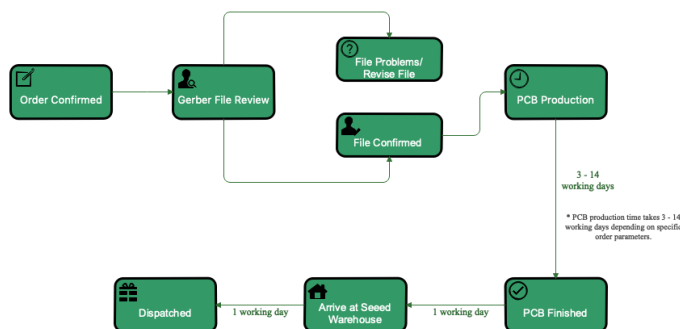 File Problems/
Revise File
Order Confirmed
Gerber File Review
PCB Production
File Confirmed
3 - 14
working days
* PCB production time takes 3 - 14
working days depending on specific
order parameters.
Dispatched
1 working day
Arrive at Seeed
Warehouse
1 working day
PCB Finished